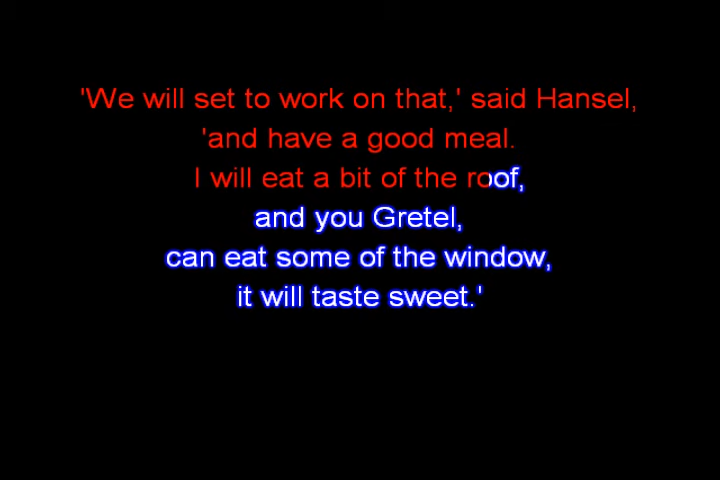 'We will set to work on that,' said Hansel,
'and have a good meal.
I will eat a bit of the roof,
and you Gretel,
can eat some of the window,
it will taste sweet.'